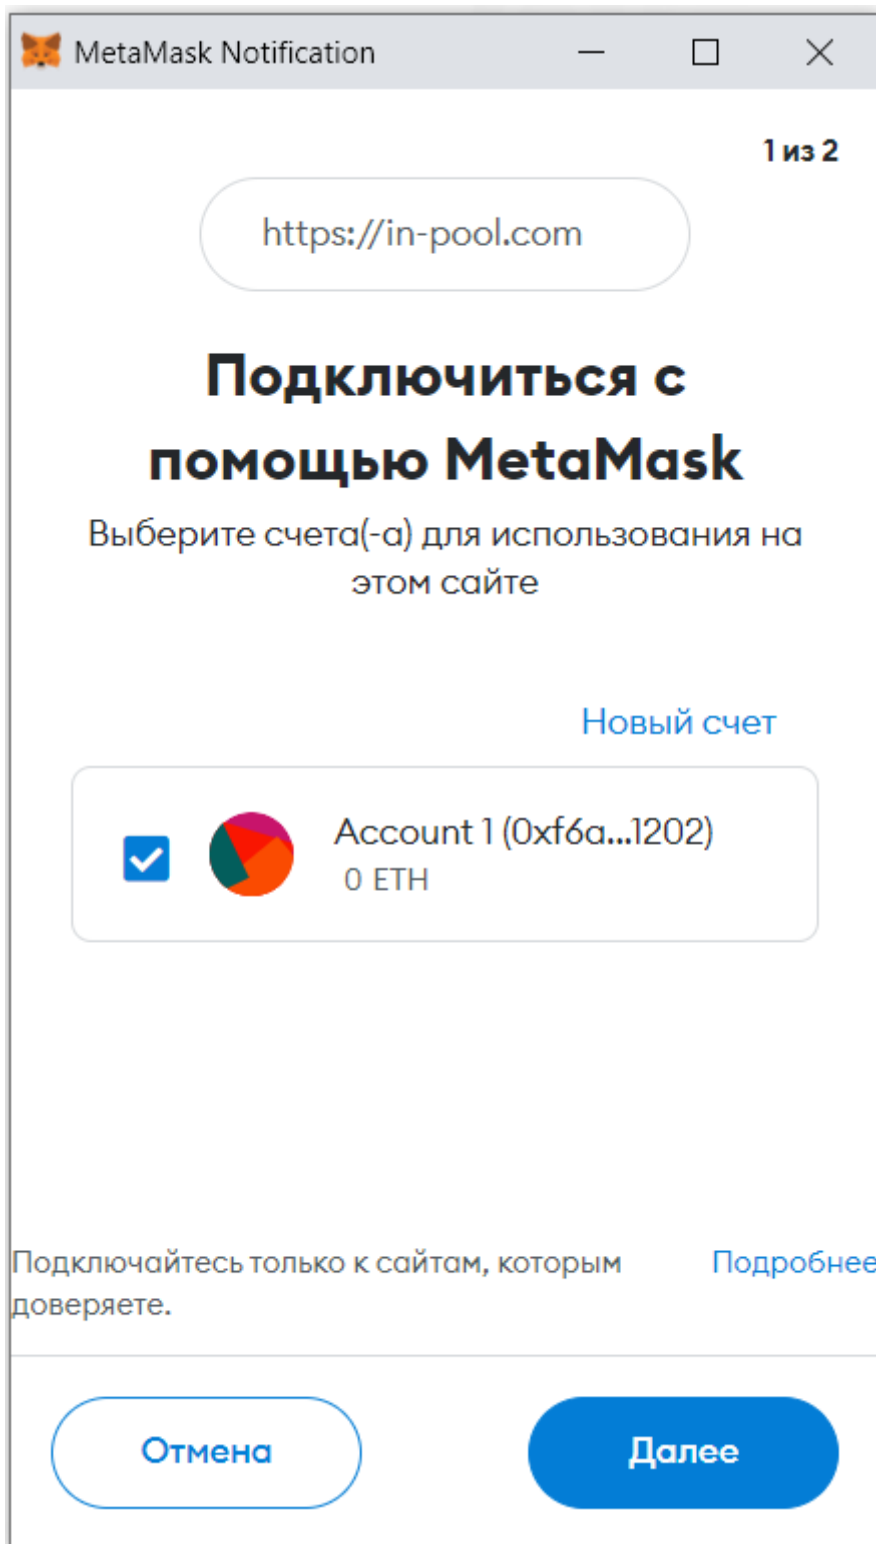 MetaMask Notification
1 из 2
https://in-pool.com
Подключиться с
помощью MetaMask
Выберите счета(-а) для использования на
этом сайте
Новый счет
Account 1 (0xf6a...1202)
0 ETH
Подключайтесь только к сайтам, которым
доверяете.
Подробнее
Отмена
Далее